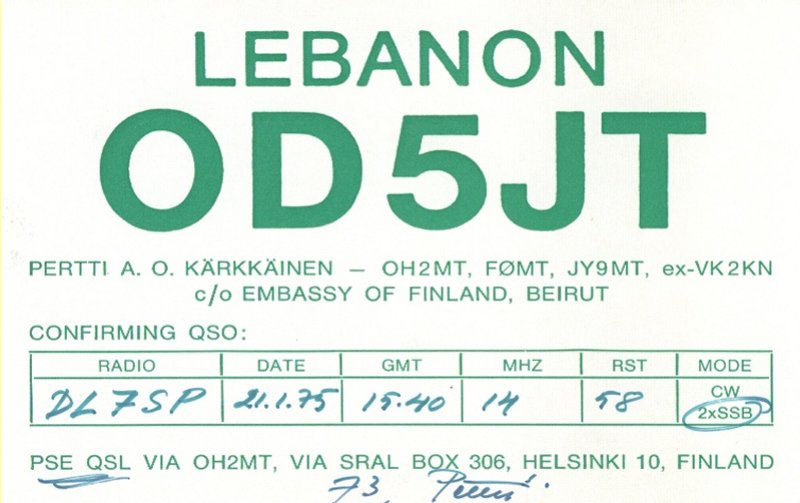 LEBANON
OD5JT
PERTTI A. O. KÄRKKÄINEN — OH2MT, FØMT, JY9MT, ex-VK2KN
c/o EMBASSY OF FINLAND, BEIRUT
CONFIRMING QSO:
RADIO DATE GMT MHZ RST MODE
DL7SP 21.1.75 15.40 14 58 CW
2xSSB
PSE QSL VIA OH2MT, VIA SRAL BOX 306, HELSINKI 10, FINLAND
73, Pertti